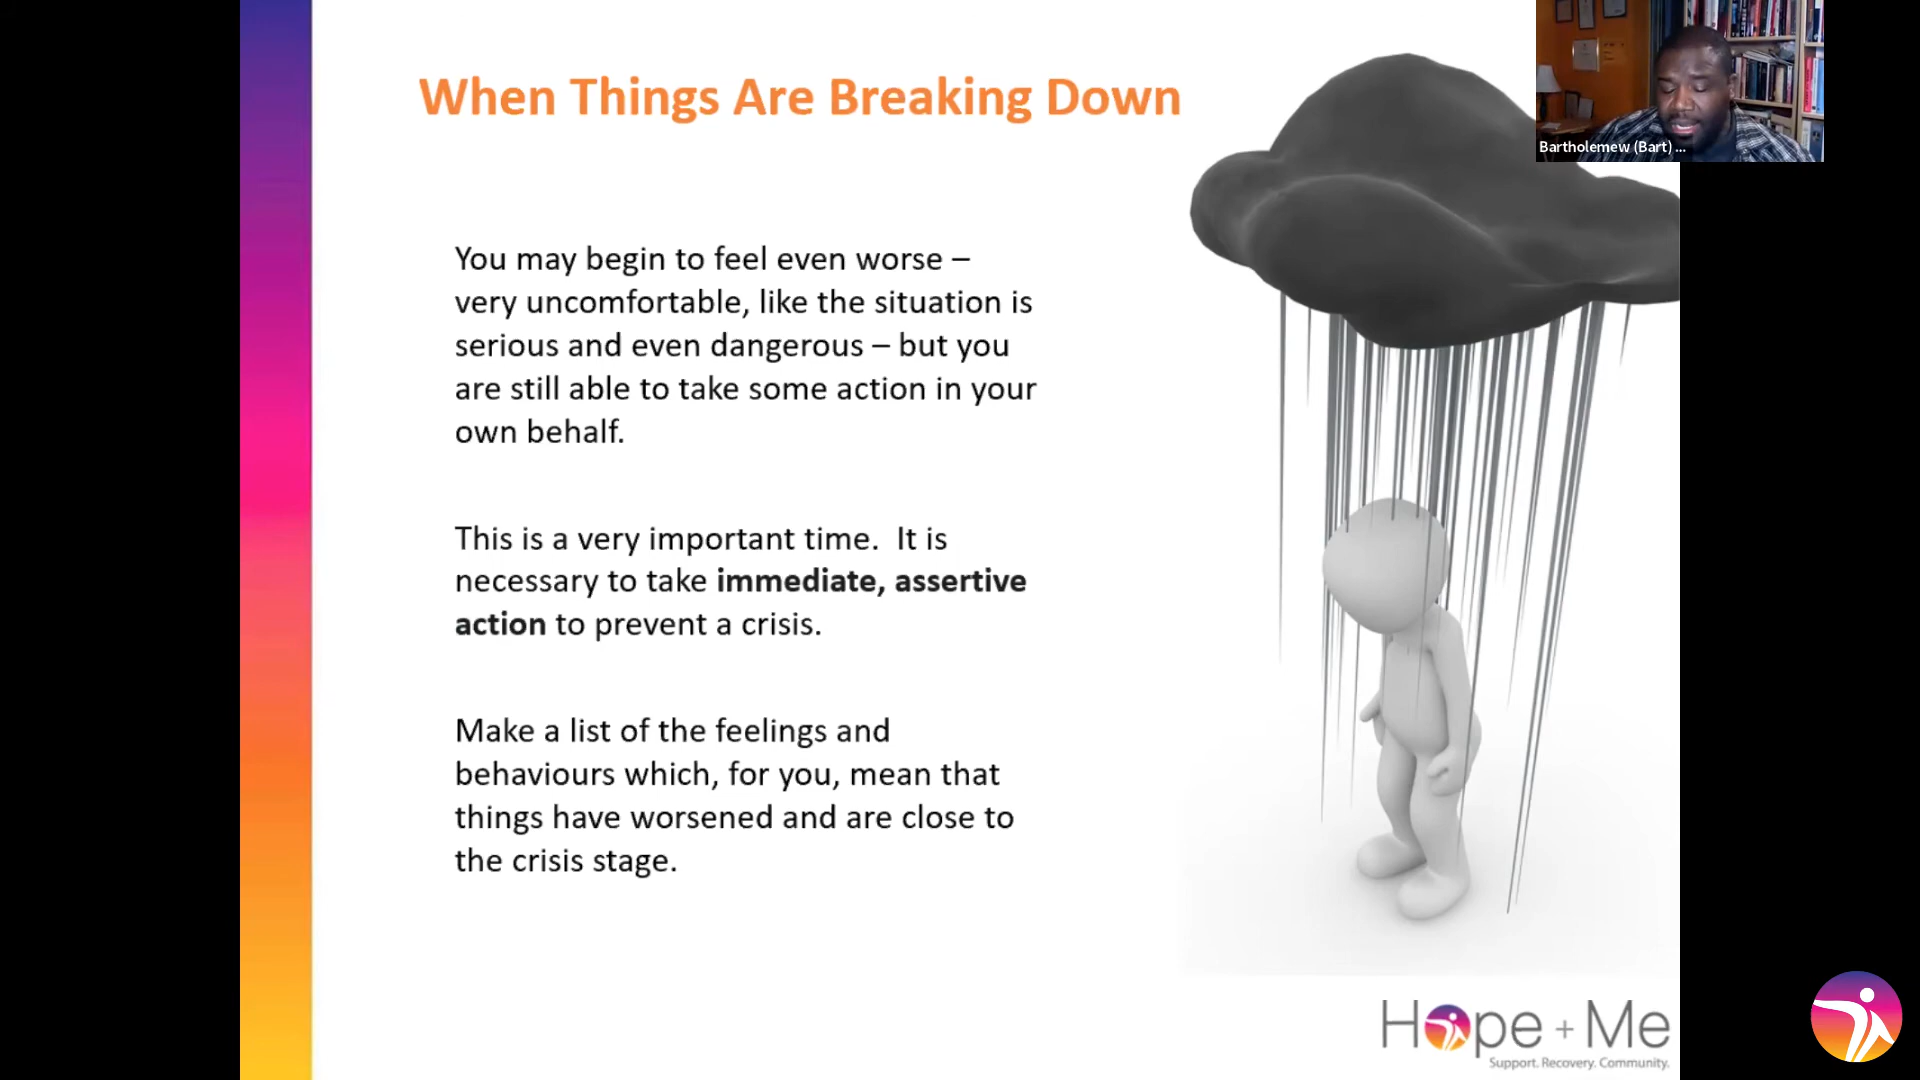 When Things Are Breaking Down
Bartholemew (Bart) ...
You may begin to feel even worse –
very uncomfortable, like the situation is
serious and even dangerous – but you
are still able to take some action in your
own behalf.
This is a very important time.  It is
necessary to take immediate, assertive
action to prevent a crisis.
Make a list of the feelings and
behaviours which, for you, mean that
things have worsened and are close to
the crisis stage.
Hope + Me
Support. Recovery. Community.